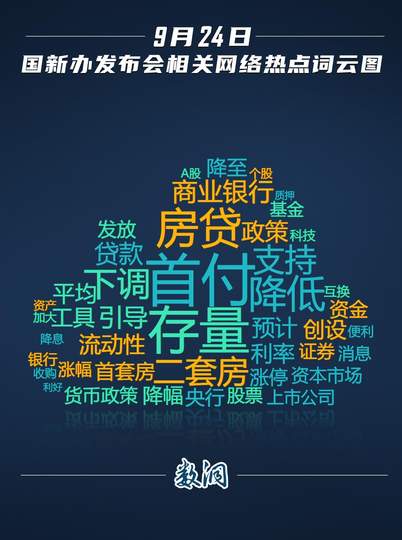 9月24日
国新办发布会相关网络热点词云图
A股 降至 个股
商业银行 质押
基金
发放 房贷 政策 科技
贷款 首付 支持
平均 下调 降低 互换
资产 加大 工具 引导 存量 预计 创设 资金 便利
降息 流动性 利率 证券 消息
银行 涨幅 首套房 二套房 涨停 资本市场
收购
利好 货币政策 降幅 央行 股票 上市公司
数洞